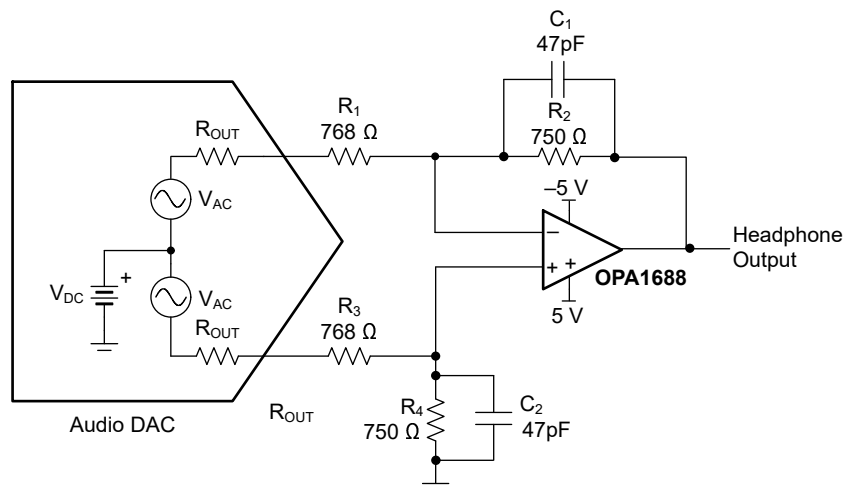 C1
47pF
R1
768 Ω
R2
750 Ω
ROUT
VAC
VDC
+
VAC
ROUT
–5 V
–
+
+
OPA1688
5 V
Headphone
Output
R3
768 Ω
Audio DAC
ROUT
R4
750 Ω
C2
47pF